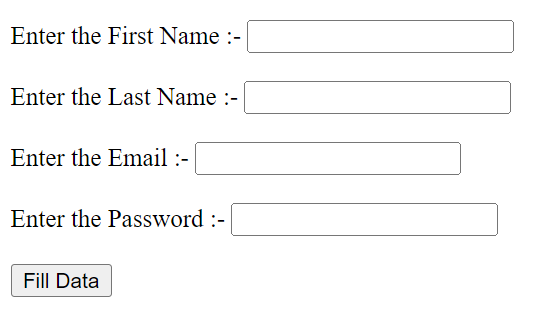 Enter the First Name :-
Enter the Last Name :-
Enter the Email :-
Enter the Password :-
Fill Data